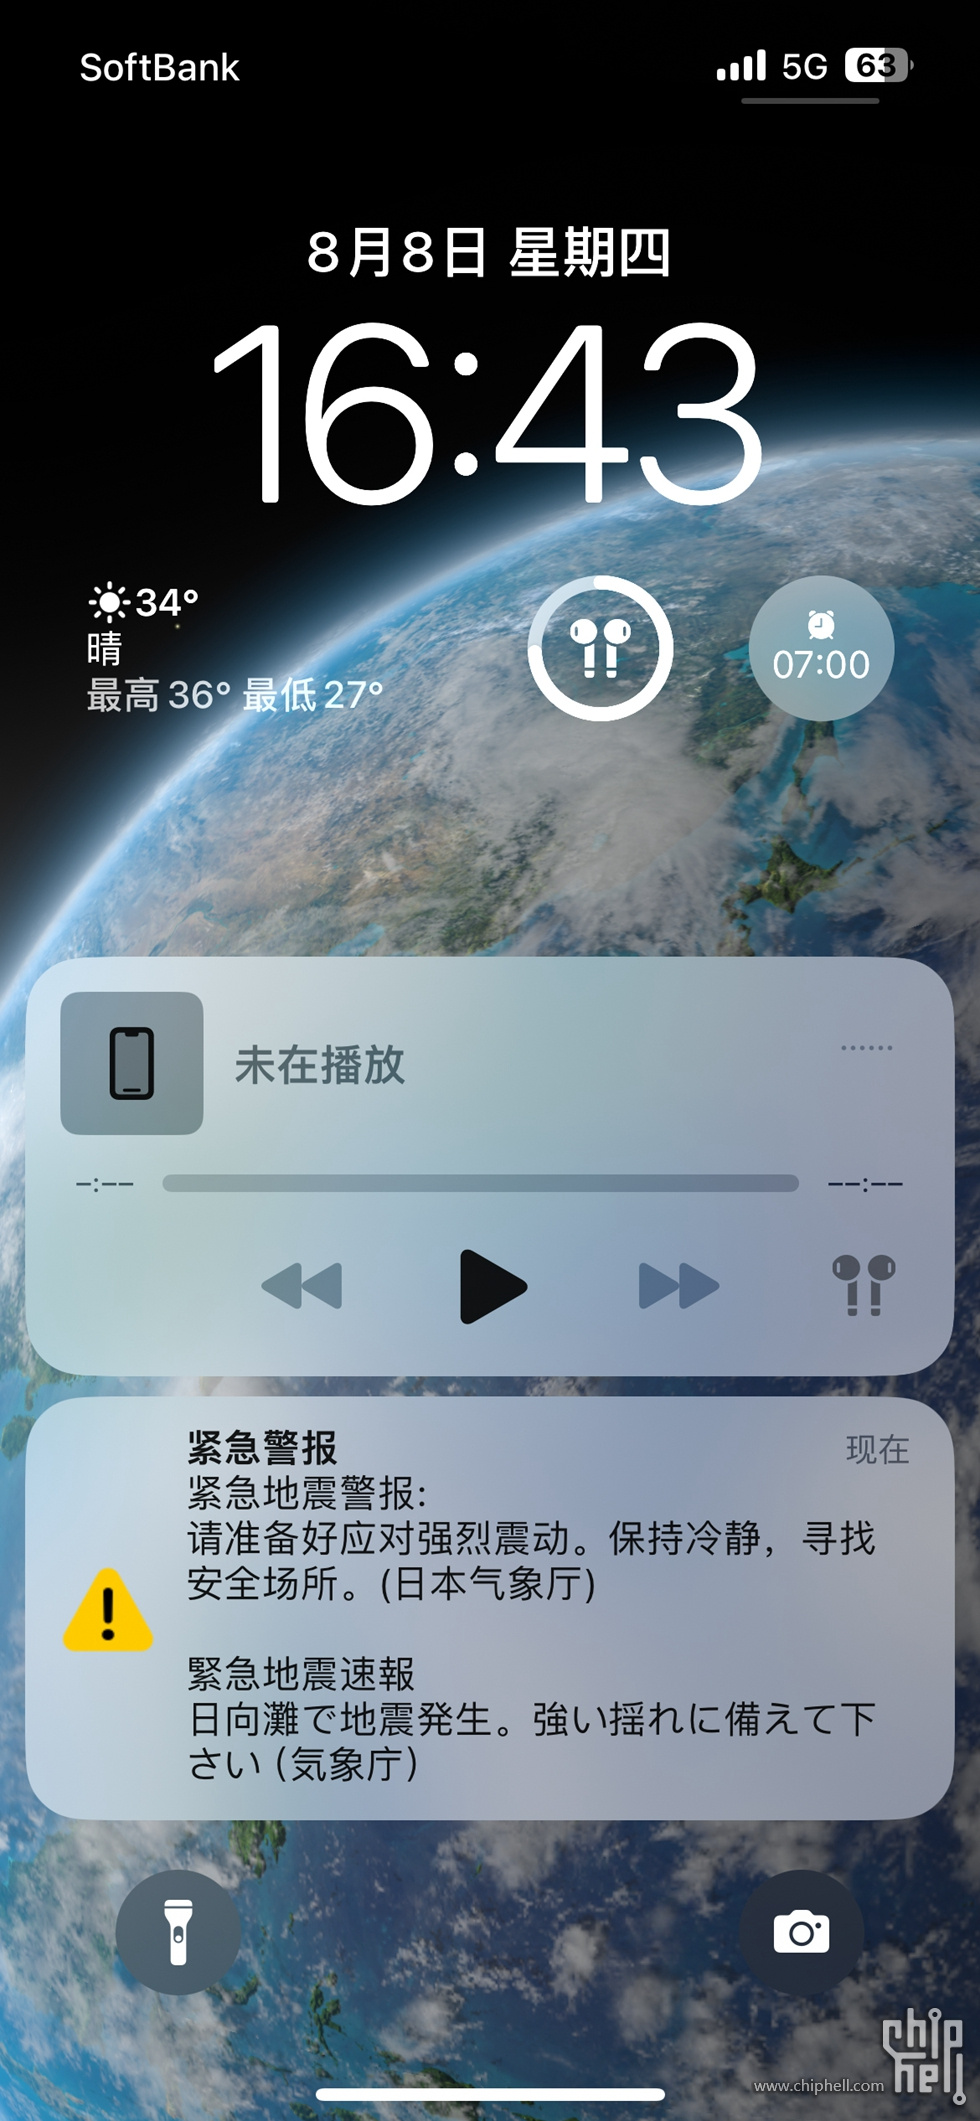 SoftBank
5G 63
8月8日 星期四
16:43
34°
晴
最高 36° 最低 27°
07:00
未在播放
-:-- --:--
紧急警报 现在
紧急地震警报:
请准备好应对强烈震动。保持冷静，寻找
安全场所。(日本气象厅)
緊急地震速報
日向灘で地震発生。強い揺れに備えて下
さい (気象庁)
chip
hell
www.chiphell.com